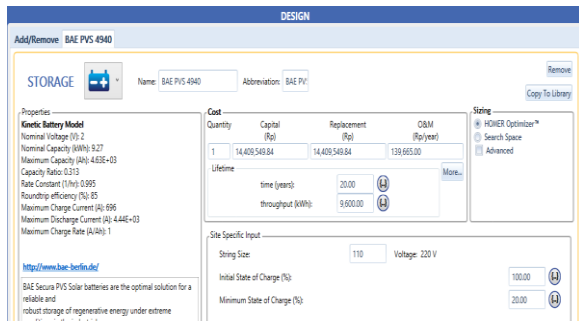 DESIGN
Add/Remove BAE PVS 4940
STORAGE
Name: BAE PVS 4940
Abbreviation: BAE PV
Remove
Copy To Library
Properties
Kinetic Battery Model
Nominal Voltage (V): 2
Nominal Capacity (kWh): 9.27
Maximum Capacity (Ah): 4.63E+03
Capacity Ratio: 0.313
Rate Constant (1/hr): 0.995
Roundtrip efficiency (%): 85
Maximum Charge Current (A): 696
Maximum Discharge Current (A): 4.44E+03
Maximum Charge Rate (A/Ah): 1
http://www.bae-berlin.de/
BAE Secura PVS Solar batteries are the optimal solution for a
reliable and
robust storage of regenerative energy under extreme
Cost
Quantity Capital Replacement O&M
(Rp) (Rp) (Rp/year)
1 14,409,549.84 14,409,549.84 139,665.00
Lifetime
More...
time (years): 20.00
throughput (kWh): 9,600.00
Sizing
HOMER Optimizer™
Search Space
Advanced
Site Specific Input
String Size: 110 Voltage: 220 V
Initial State of Charge (%): 100.00
Minimum State of Charge (%): 20.00